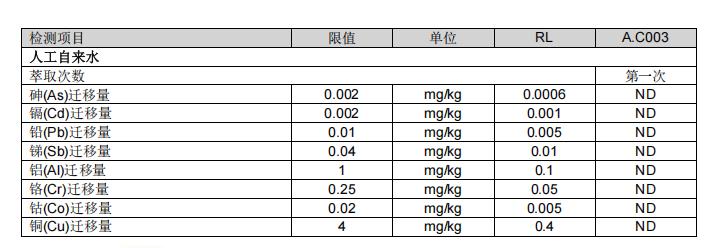 检测项目 限值 单位 RL A.C003
人工自来水
萃取次数 第一次
砷(As)迁移量 0.002 mg/kg 0.0006 ND
镉(Cd)迁移量 0.002 mg/kg 0.001 ND
铅(Pb)迁移量 0.01 mg/kg 0.005 ND
锑(Sb)迁移量 0.04 mg/kg 0.01 ND
铝(Al)迁移量 1 mg/kg 0.1 ND
铬(Cr)迁移量 0.25 mg/kg 0.05 ND
钴(Co)迁移量 0.02 mg/kg 0.005 ND
铜(Cu)迁移量 4 mg/kg 0.4 ND